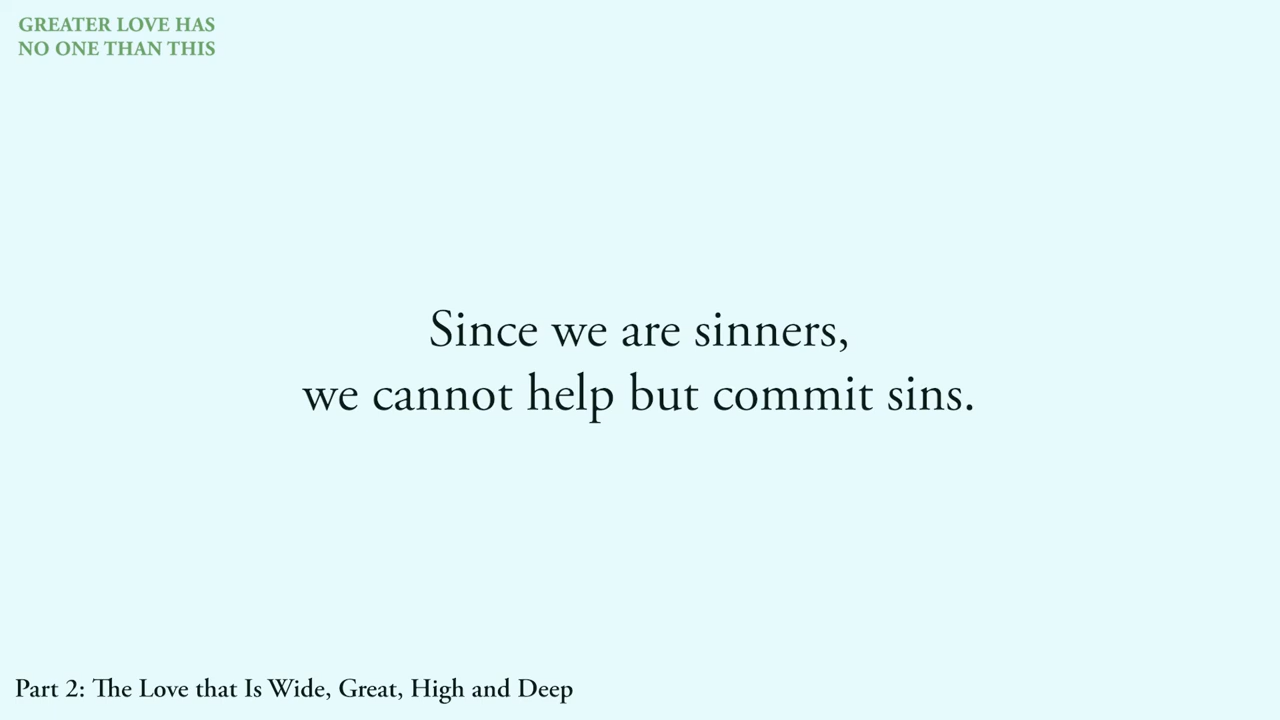 GREATER LOVE HAS
NO ONE THAN THIS
Since we are sinners,
we cannot help but commit sins.
Part 2: The Love that Is Wide, Great, High and Deep